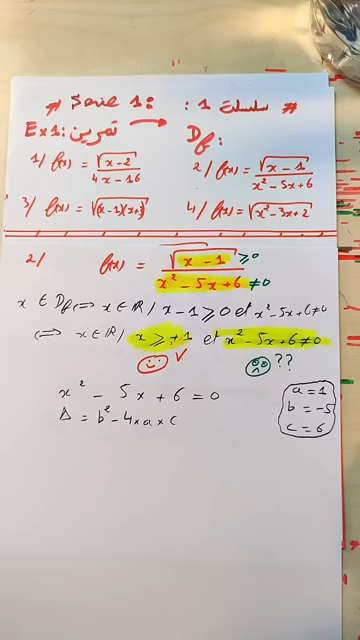 # Serie 1: : 1 سلسلة #
Ex1: تمرين → Df:
1/ f(x) = √(x-2) / (4x-16)
2/ f(x) = √(x-1) / (x²-5x+6)
3/ f(x) = √((x-1)(x+3))
4/ f(x) = √(x²-3x+2)
2/ f(x) = √(x-1) ≥0 / (x²-5x+6) ≠0
x ∈ Df ⟺ x ∈ ℝ / x-1 ≥ 0 et x²-5x+6≠0
⟺ x ∈ ℝ / x ≥ +1 et x²-5x+6≠0
✓ ??
x² - 5x + 6 = 0
Δ = b² - 4×a×c
a = 1
b = -5
c = 6